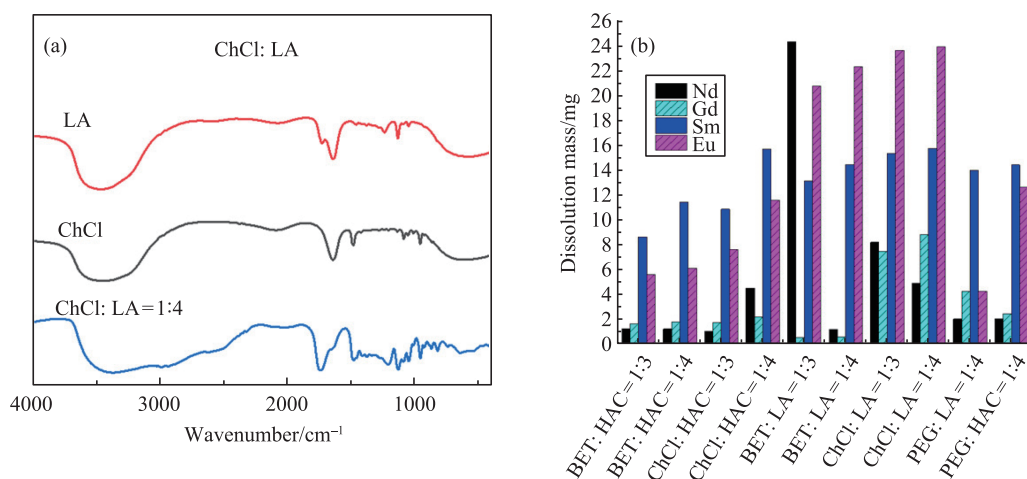 (a)
ChCl: LA
LA
ChCl
ChCl: LA=1:4
4000 3000 2000 1000
Wavenumber/cm⁻¹
(b)
26
24
22
20
18
16
14
12
10
8
6
4
2
0
Dissolution mass/mg
Nd
Gd
Sm
Eu
BET: HAC=1:3
BET: HAC=1:4
ChCl: HAC=1:3
ChCl: HAC=1:4
BET: LA=1:3
BET: LA=1:4
ChCl: LA=1:3
ChCl: LA=1:4
PEG: LA=1:4
PEG: HAC=1:4